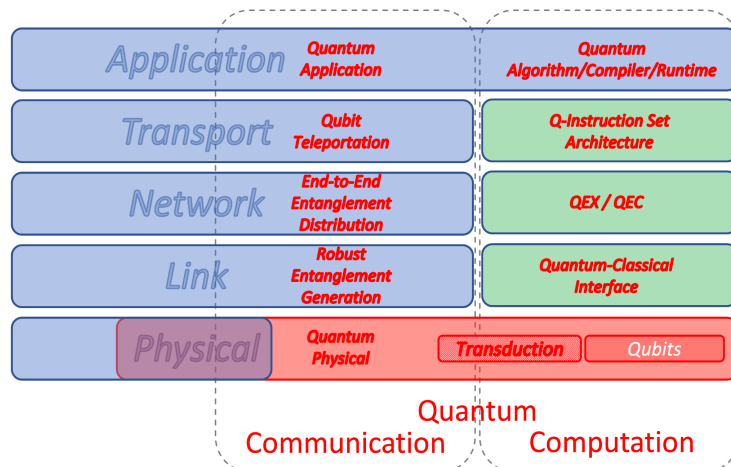 Application
Quantum
Application
Quantum
Algorithm/Compiler/Runtime
Transport
Qubit
Teleportation
Q-Instruction Set
Architecture
Network
End-to-End
Entanglement
Distribution
QEX / QEC
Link
Robust
Entanglement
Generation
Quantum-Classical
Interface
Physical
Quantum
Physical
Transduction
Qubits
Quantum
Communication
Computation